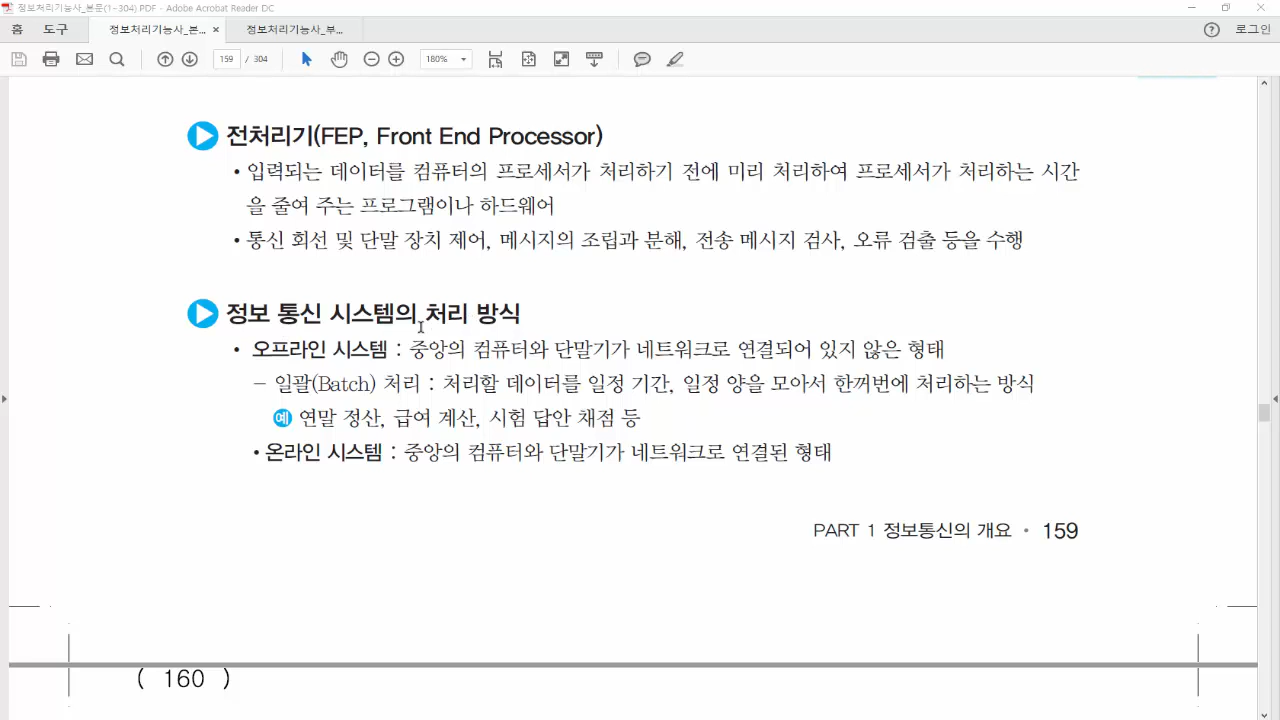 정보처리기능사_본문(1-304) PDF - Adobe Acrobat Reader DC
홈 도구 정보처리기능사_본... × 정보처리기능사_부... 로그인
159 / 304 180%
전처리기(FEP, Front End Processor)
• 입력되는 데이터를 컴퓨터의 프로세서가 처리하기 전에 미리 처리하여 프로세서가 처리하는 시간
을 줄여 주는 프로그램이나 하드웨어
• 통신 회선 및 단말 장치 제어, 메시지의 조립과 분해, 전송 메시지 검사, 오류 검출 등을 수행
정보 통신 시스템의 처리 방식
• 오프라인 시스템 : 중앙의 컴퓨터와 단말기가 네트워크로 연결되어 있지 않은 형태
– 일괄(Batch) 처리 : 처리할 데이터를 일정 기간, 일정 양을 모아서 한꺼번에 처리하는 방식
예 연말 정산, 급여 계산, 시험 답안 채점 등
• 온라인 시스템 : 중앙의 컴퓨터와 단말기가 네트워크로 연결된 형태
PART 1 정보통신의 개요 • 159
( 160 )